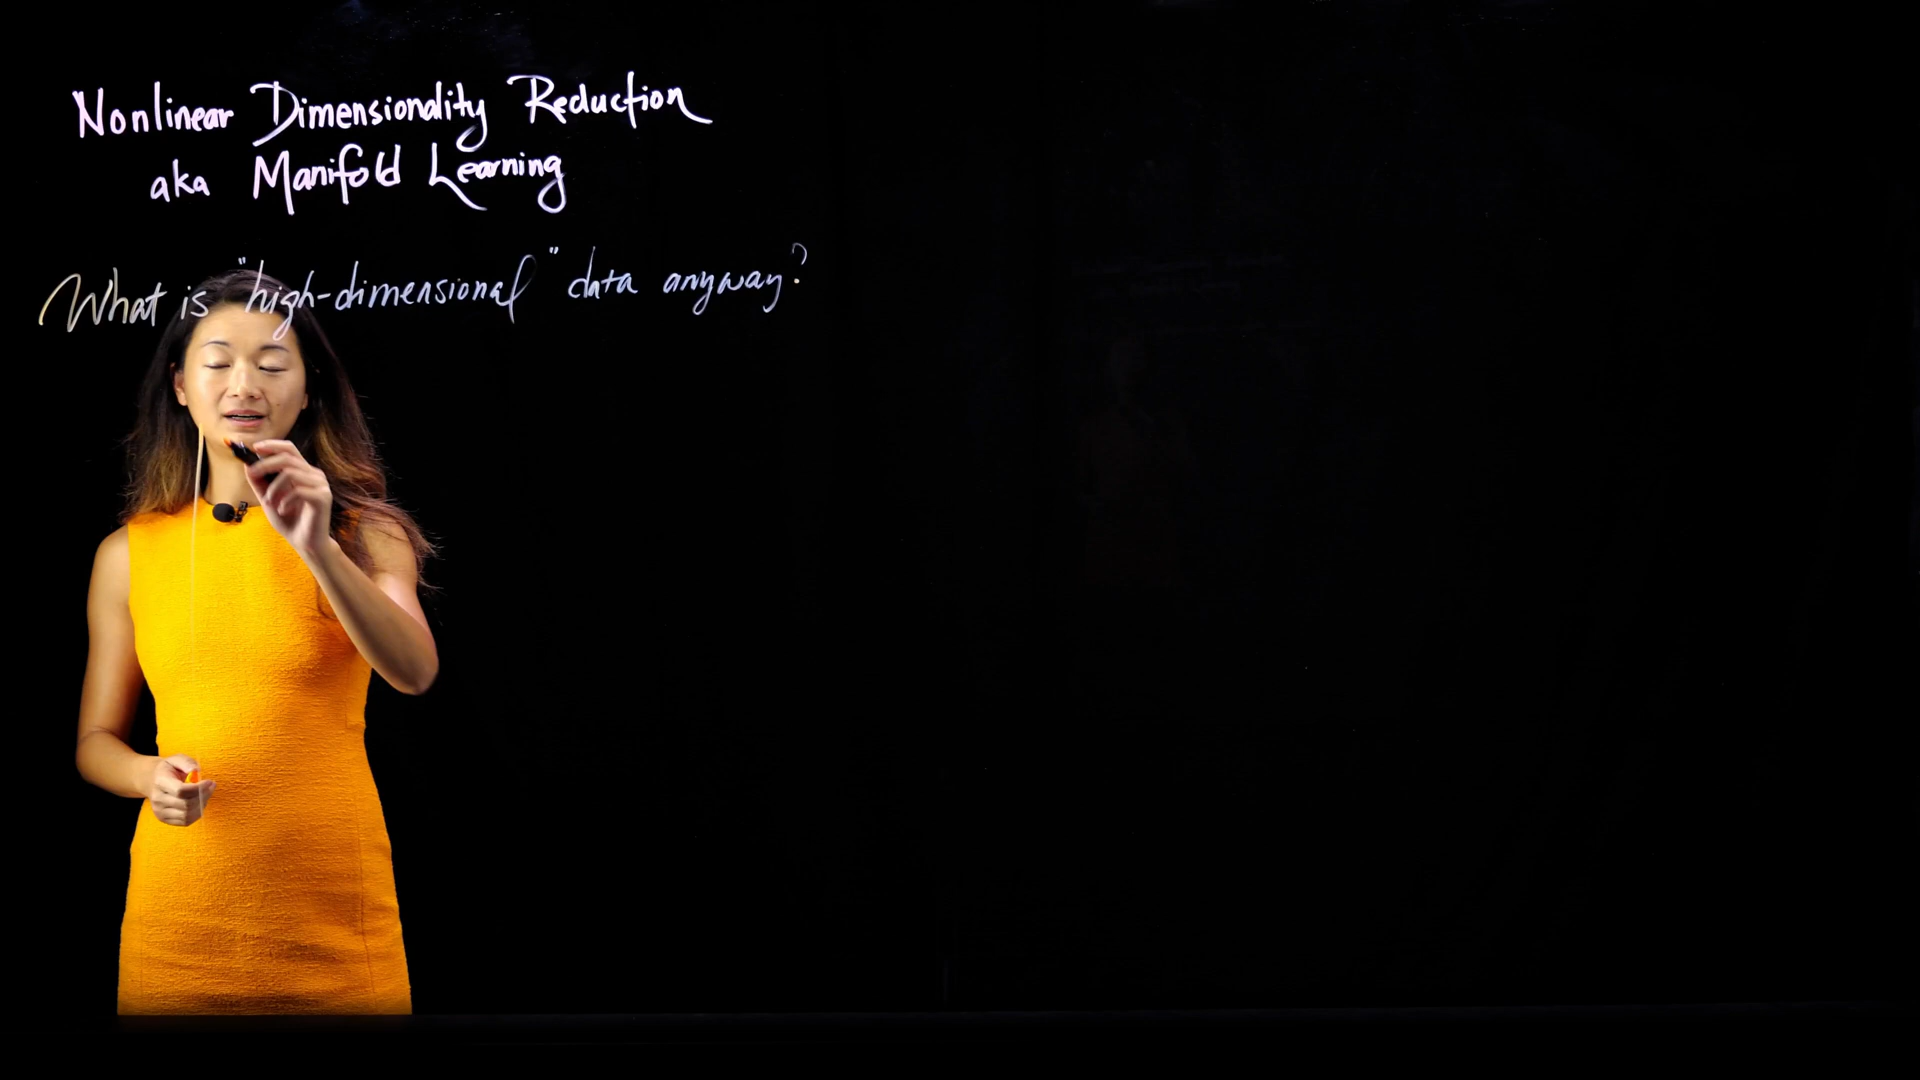 Nonlinear Dimensionality Reduction
aka Manifold Learning
What is "high-dimensional" data anyway?